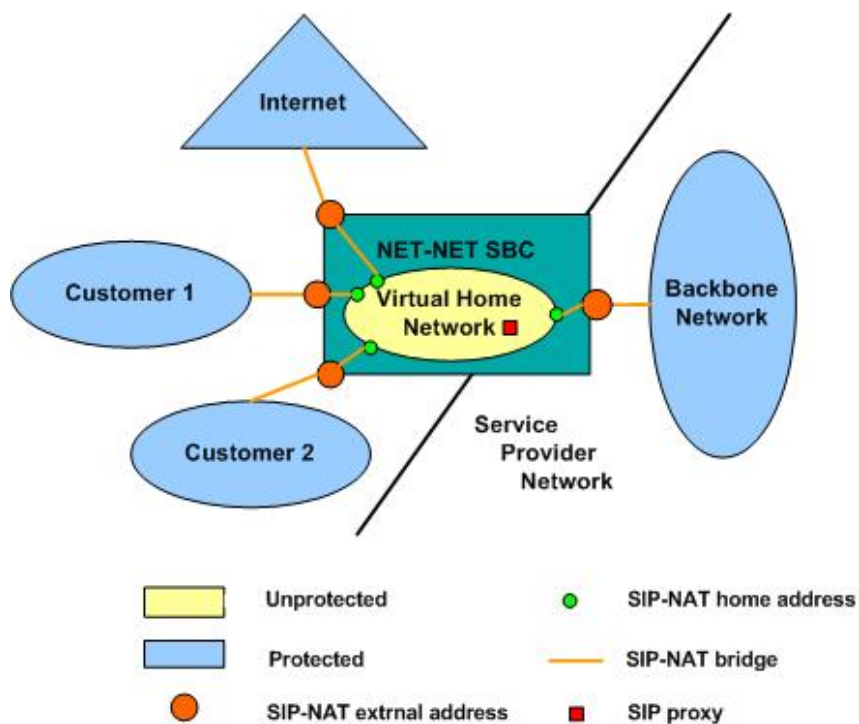 Internet
NET-NET SBC
Customer 1
Virtual Home
Network
Backbone
Network
Customer 2
Service
Provider
Network
Unprotected
SIP-NAT home address
Protected
SIP-NAT bridge
SIP-NAT extrnal address
SIP proxy